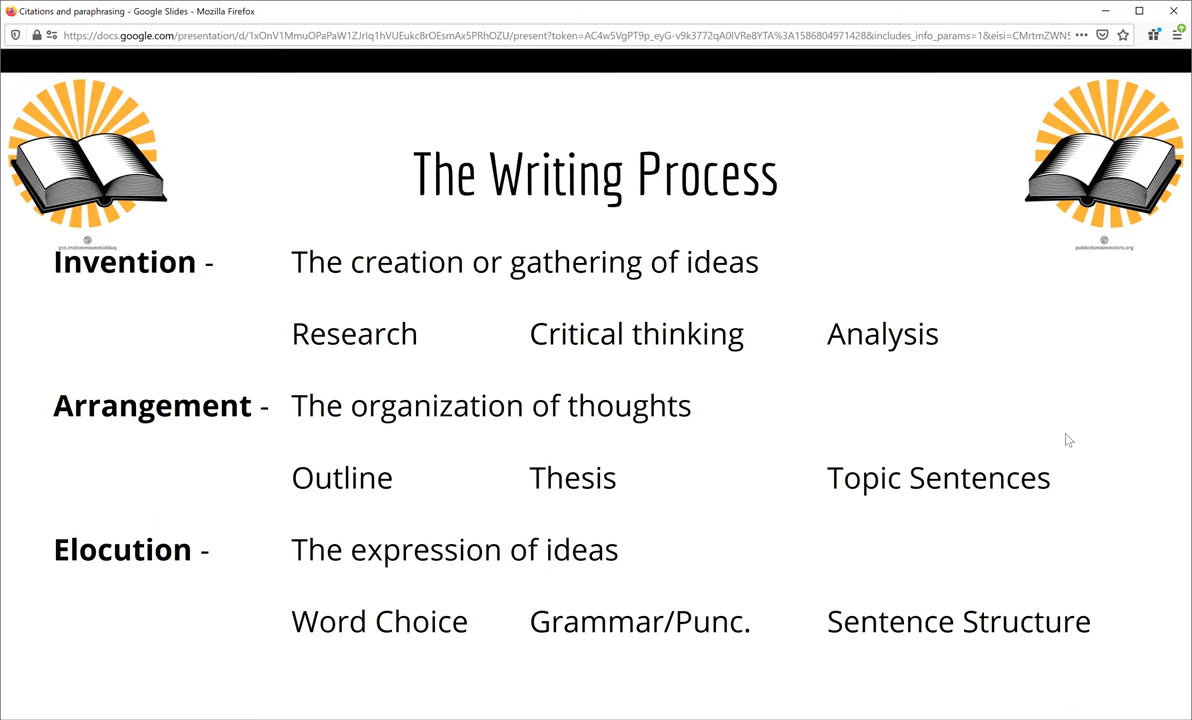 Citations and paraphrasing - Google Slides - Mozilla Firefox
The Writing Process
publicdomainvectors.org
Invention - The creation or gathering of ideas
Research Critical thinking Analysis
Arrangement - The organization of thoughts
Outline Thesis Topic Sentences
Elocution - The expression of ideas
Word Choice Grammar/Punc. Sentence Structure